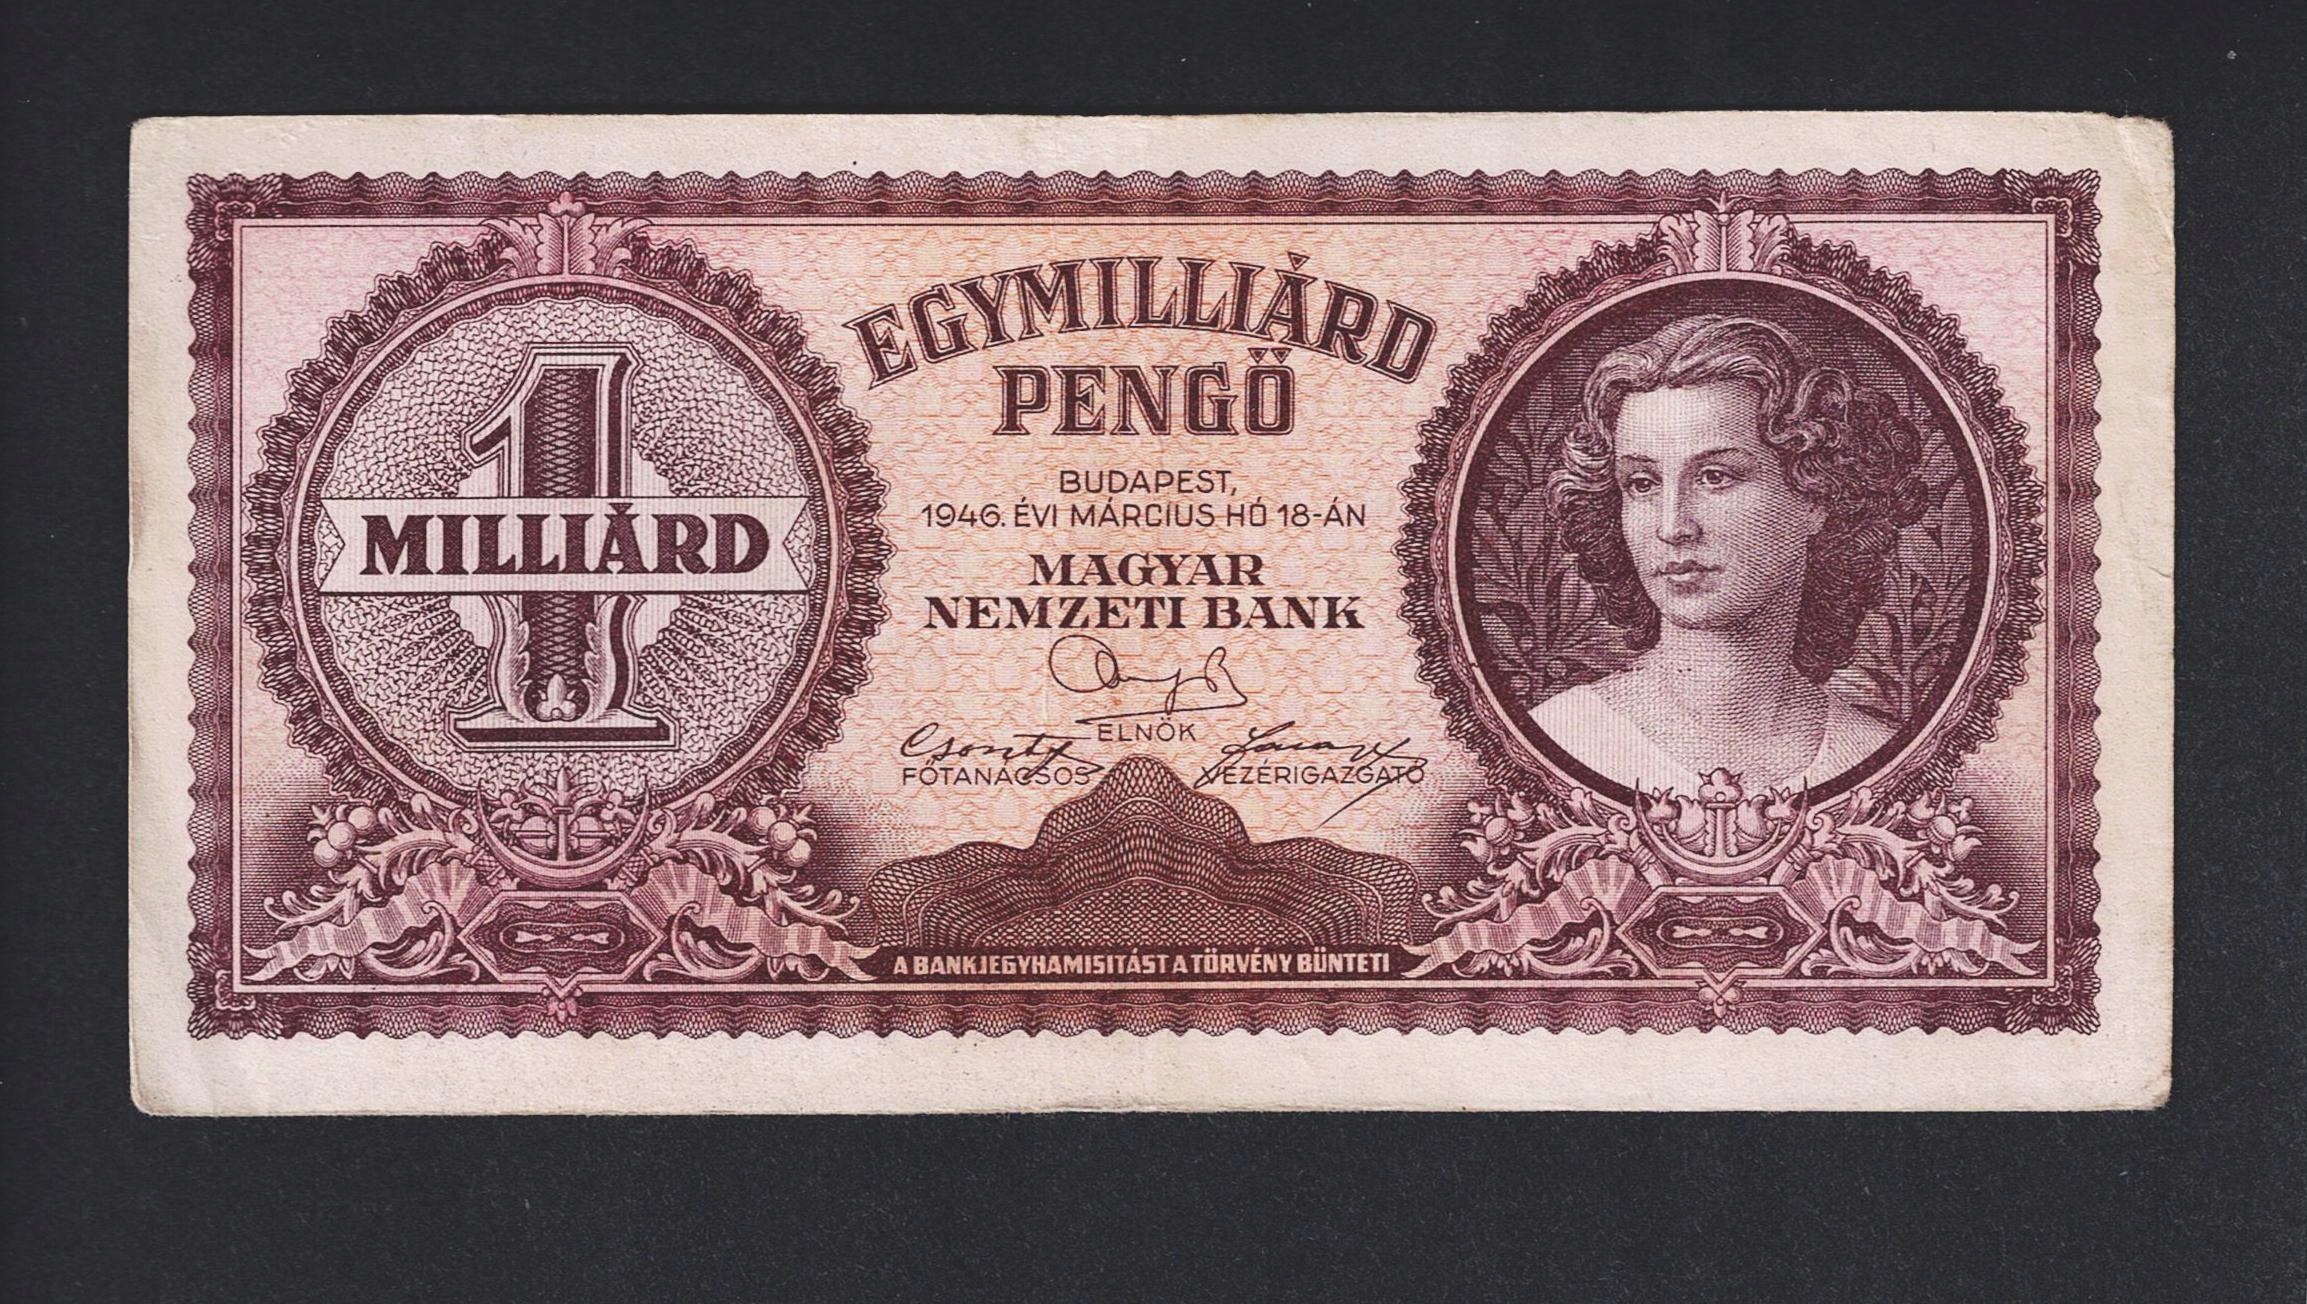 1
MILLIÁRD
EGYMILLIÁRD
PENGŐ
BUDAPEST,
1946. ÉVI MÁRCIUS HÓ 18-ÁN
MAGYAR
NEMZETI BANK
ELNÖK
FŐTANÁCSOS
VEZÉRIGAZGATÓ
A BANKJEGYHAMISITÁST A TÖRVÉNY BÜNTETI